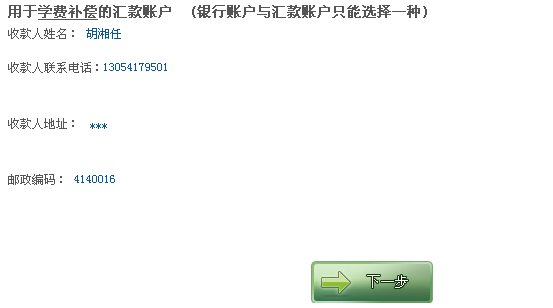 用于学费补偿的汇款账户 （银行账户与汇款账户只能选择一种）
收款人姓名： 胡湘任
收款人联系电话：13054179501
收款人地址： ***
邮政编码： 4140016
下一步